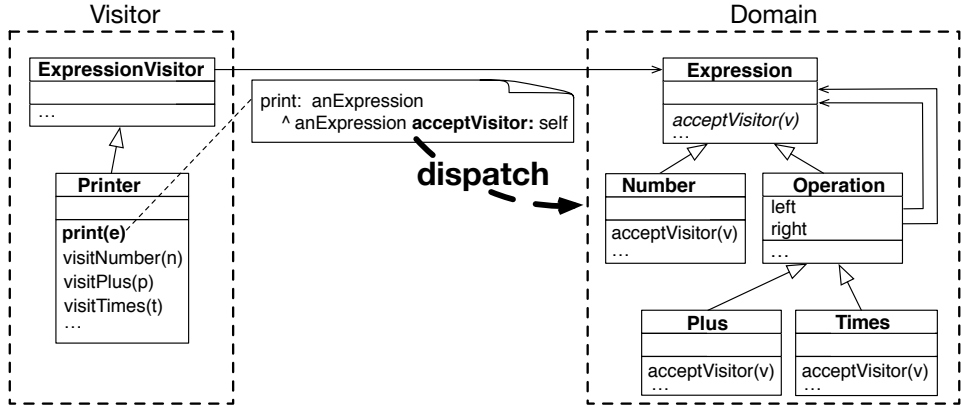 Visitor
Domain
ExpressionVisitor
…
Printer
print(e)
visitNumber(n)
visitPlus(p)
visitTimes(t)
…
print: anExpression
^ anExpression acceptVisitor: self
dispatch
Expression
acceptVisitor(v)
…
Number
acceptVisitor(v)
…
Operation
left
right
…
Plus
acceptVisitor(v)
…
Times
acceptVisitor(v)
…